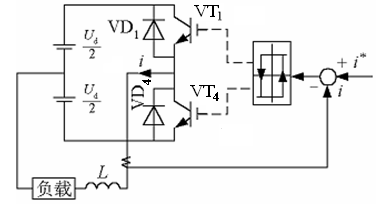 VT1
VD1
Ud/2
i
+ i*
− i
Ud/2
VD4
VT4
L
负载